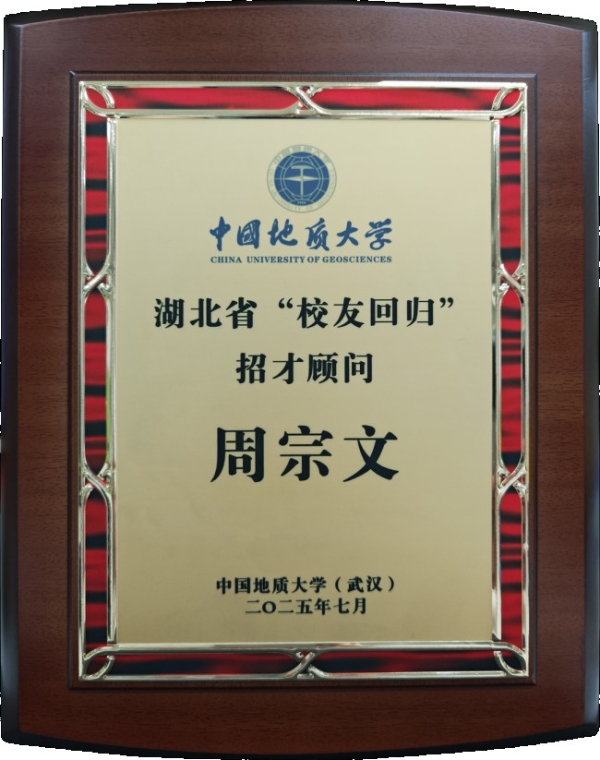 中国地质大学
CHINA UNIVERSITY OF GEOSCIENCES
湖北省“校友回归”
招才顾问
周宗文
中国地质大学（武汉）
二〇二五年七月